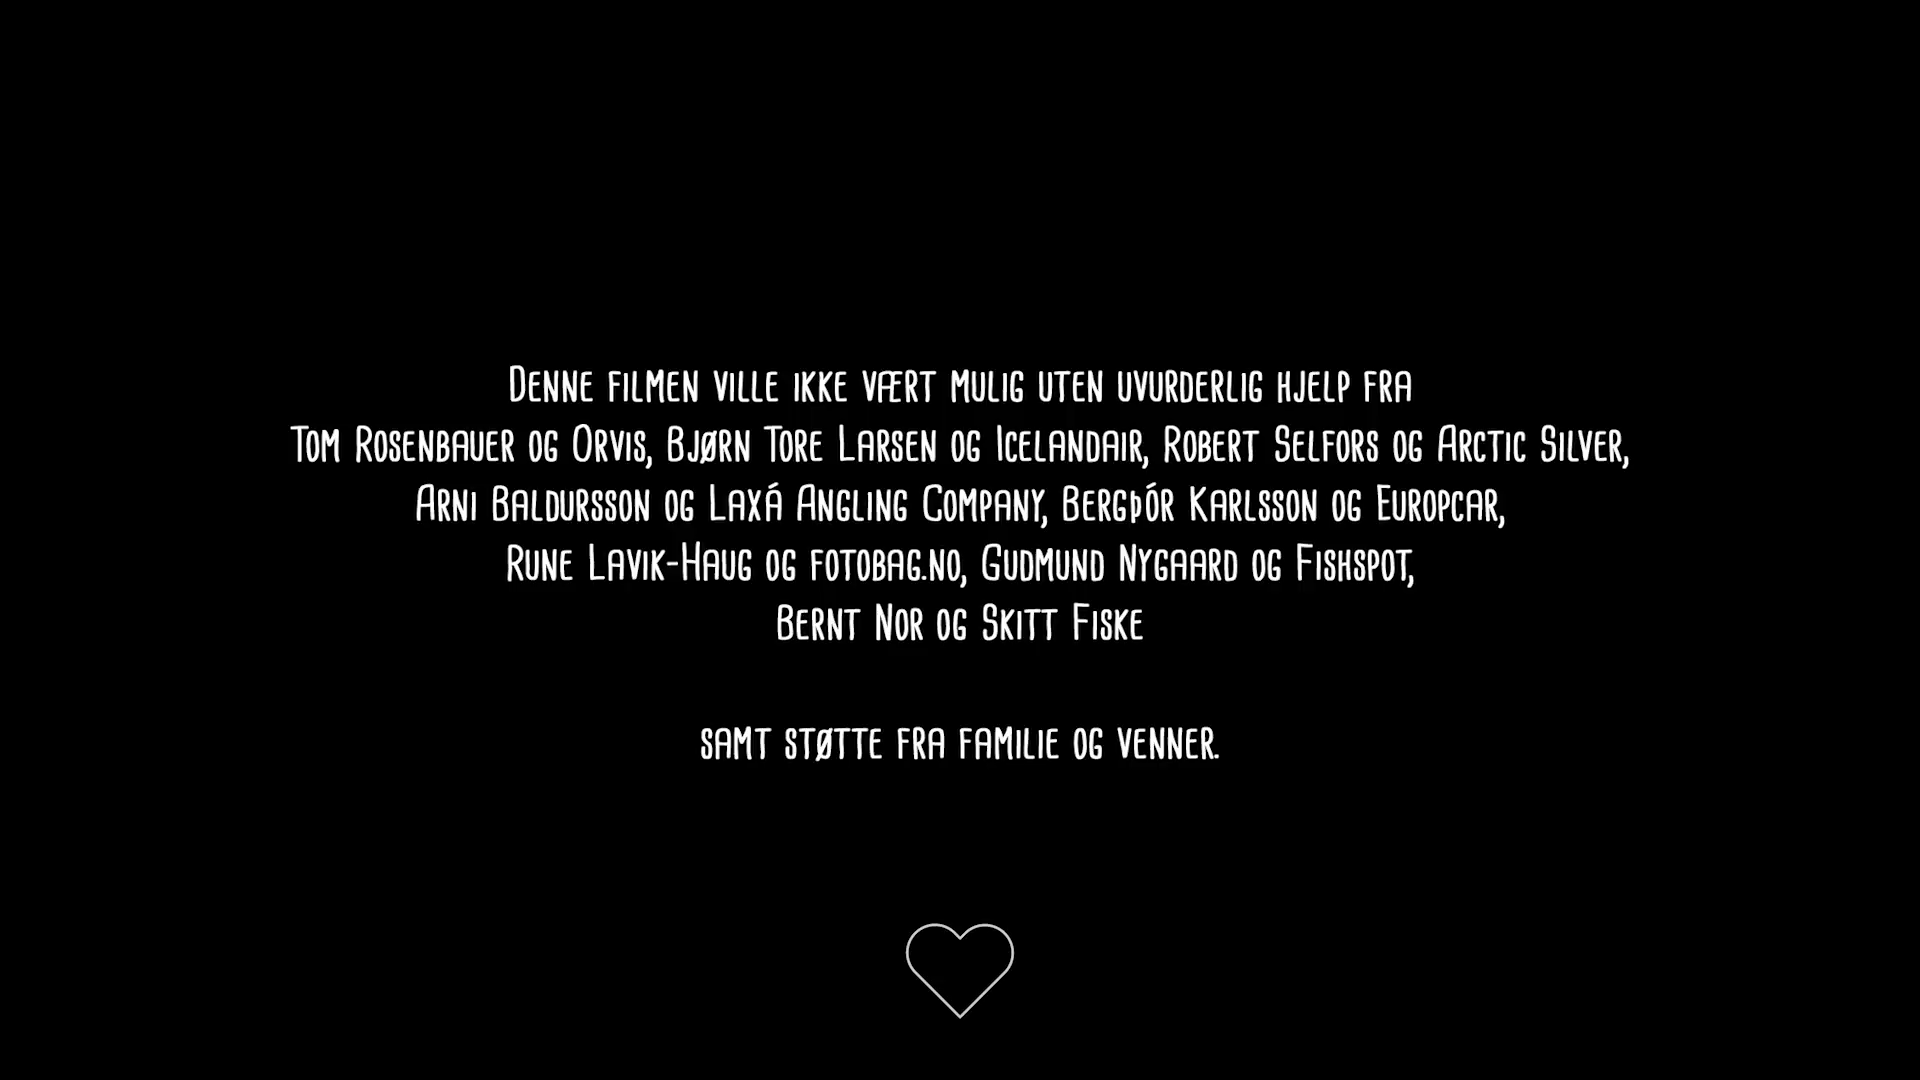 Denne filmen ville ikke vært mulig uten uvurderlig hjelp fra
Tom Rosenbauer og Orvis, Bjørn Tore Larsen og Icelandair, Robert Selfors og Arctic Silver,
Arni Baldursson og Laxá Angling Company, Bergþór Karlsson og Europcar,
Rune Lavik-Haug og fotobag.no, Gudmund Nygaard og Fishspot,
Bernt Nor og Skitt Fiske
samt støtte fra familie og venner.